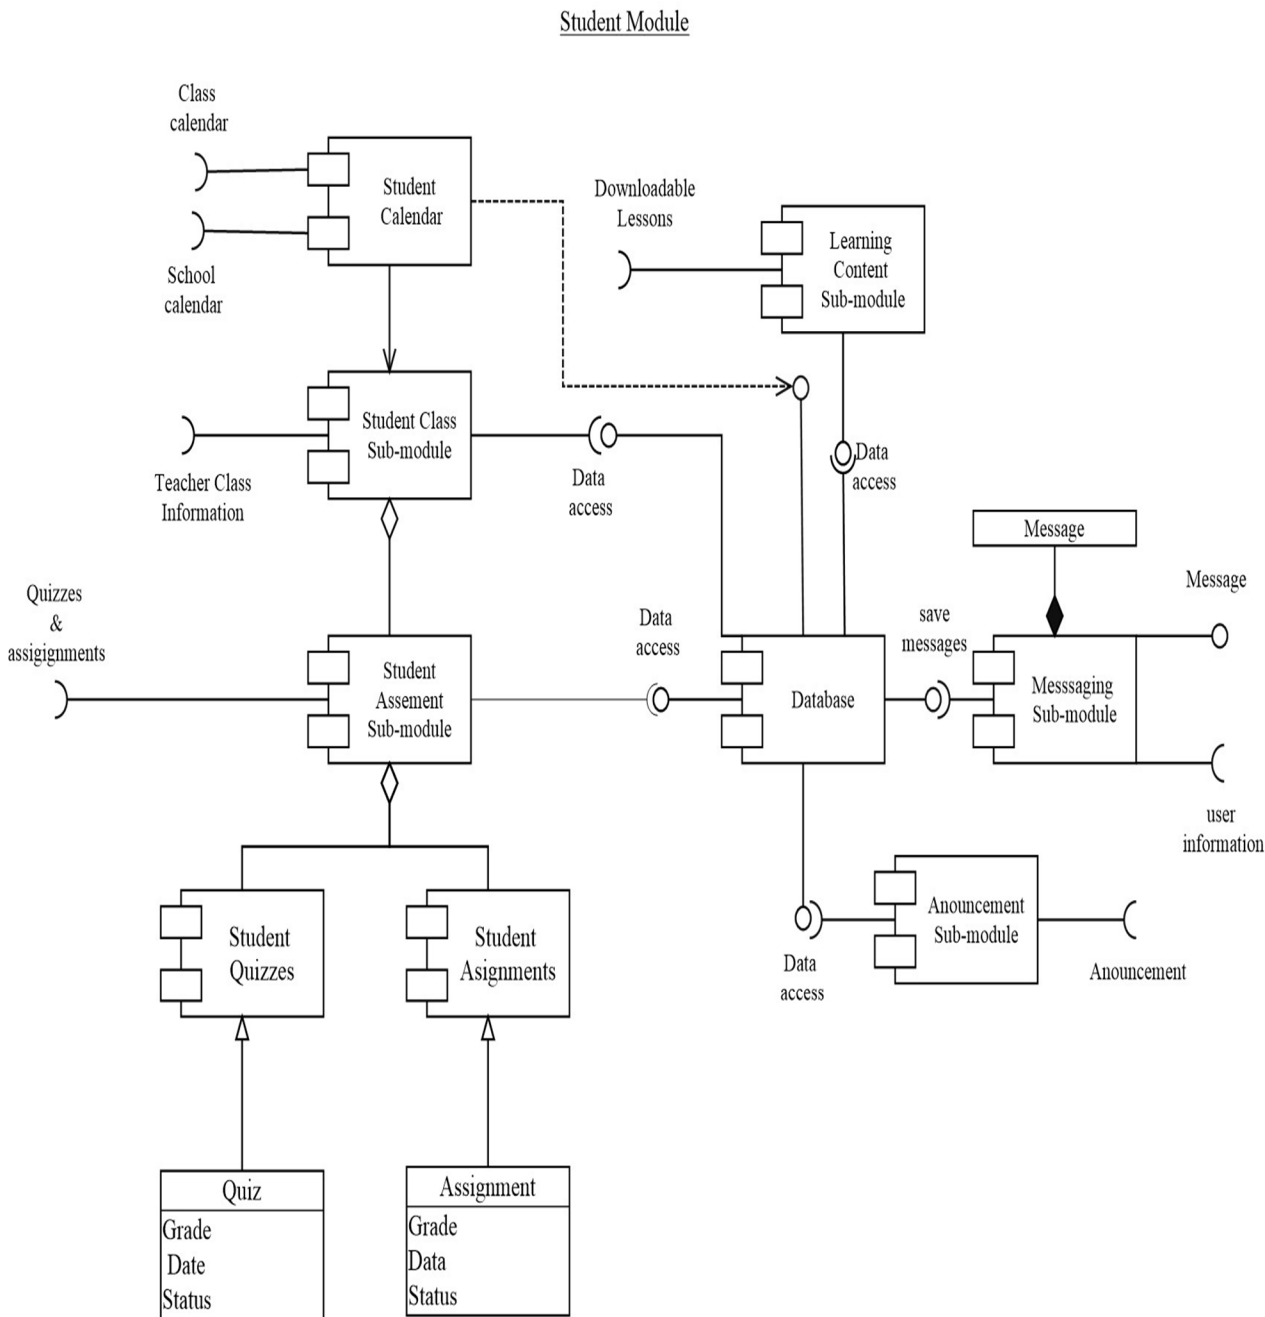 Student Module
Class
calendar
Student
Calendar
School
calendar
Downloadable
Lessons
Learning
Content
Sub-module
Student Class
Sub-module
Teacher Class
Information
Data
access
Data
access
Message
Message
Quizzes
&
assigignments
Student
Assement
Sub-module
Data
access
Database
save
messages
Messsaging
Sub-module
user
information
Student
Quizzes
Student
Asignments
Data
access
Anouncement
Sub-module
Anouncement
Quiz
Grade
Date
Status
Assignment
Grade
Data
Status